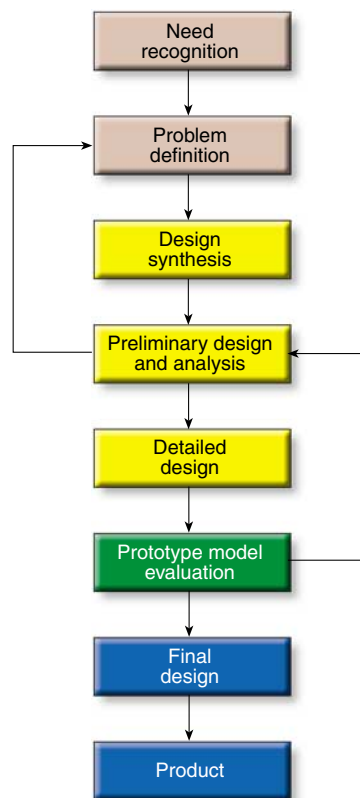 Need
recognition
Problem
definition
Design
synthesis
Preliminary design
and analysis
Detailed
design
Prototype model
evaluation
Final
design
Product